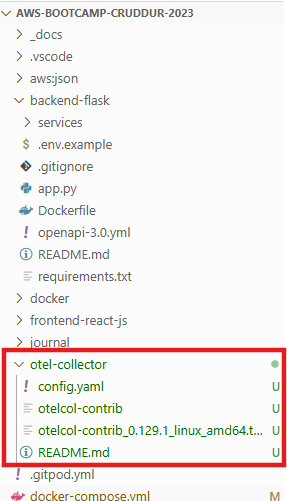 AWS-BOOTCAMP-CRUDDUR-2023
_docs
.vscode
aws:json
backend-flask
services
.env.example
.gitignore
app.py
Dockerfile
openapi-3.0.yml
README.md
requirements.txt
docker
frontend-react-js
journal
otel-collector
config.yaml U
otelcol-contrib U
otelcol-contrib_0.129.1_linux_amd64.t... U
README.md U
.gitpod.yml
docker-compose.yml M